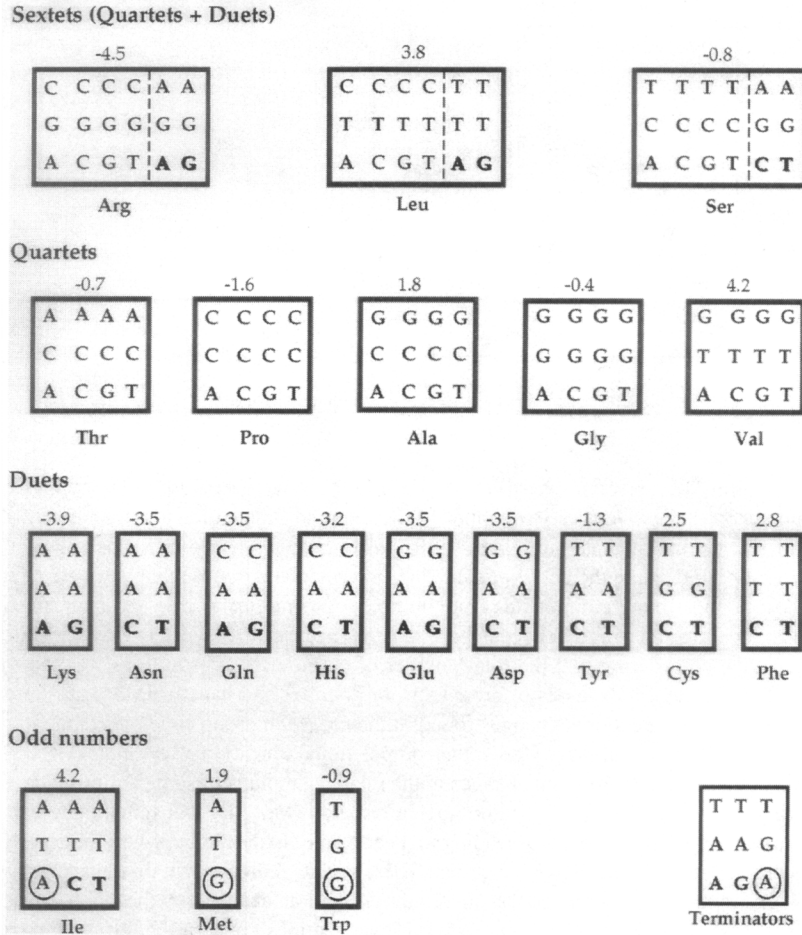 Sextets (Quartets + Duets)
-4.5 3.8 -0.8
C C C C A A C C C C T T T T T T A A
G G G G G G T T T T T T C C C C G G
A C G T A G A C G T A G A C G T C T
Arg Leu Ser
Quartets
-0.7 -1.6 1.8 -0.4 4.2
A A A A C C C C G G G G G G G G G G G G
C C C C C C C C C C C C G G G G T T T T
A C G T A C G T A C G T A C G T A C G T
Thr Pro Ala Gly Val
Duets
-3.9 -3.5 -3.5 -3.2 -3.5 -3.5 -1.3 2.5 2.8
A A A A C C C C G G G G T T T T T T
A A A A A A A A A A A A A A G G T T
A G C T A G C T A G C T C T C T C T
Lys Asn Gln His Glu Asp Tyr Cys Phe
Odd numbers
4.2 1.9 -0.9
A A A A T T T T
T T T T G A A G
A C T G G A G A
Ile Met Trp Terminators